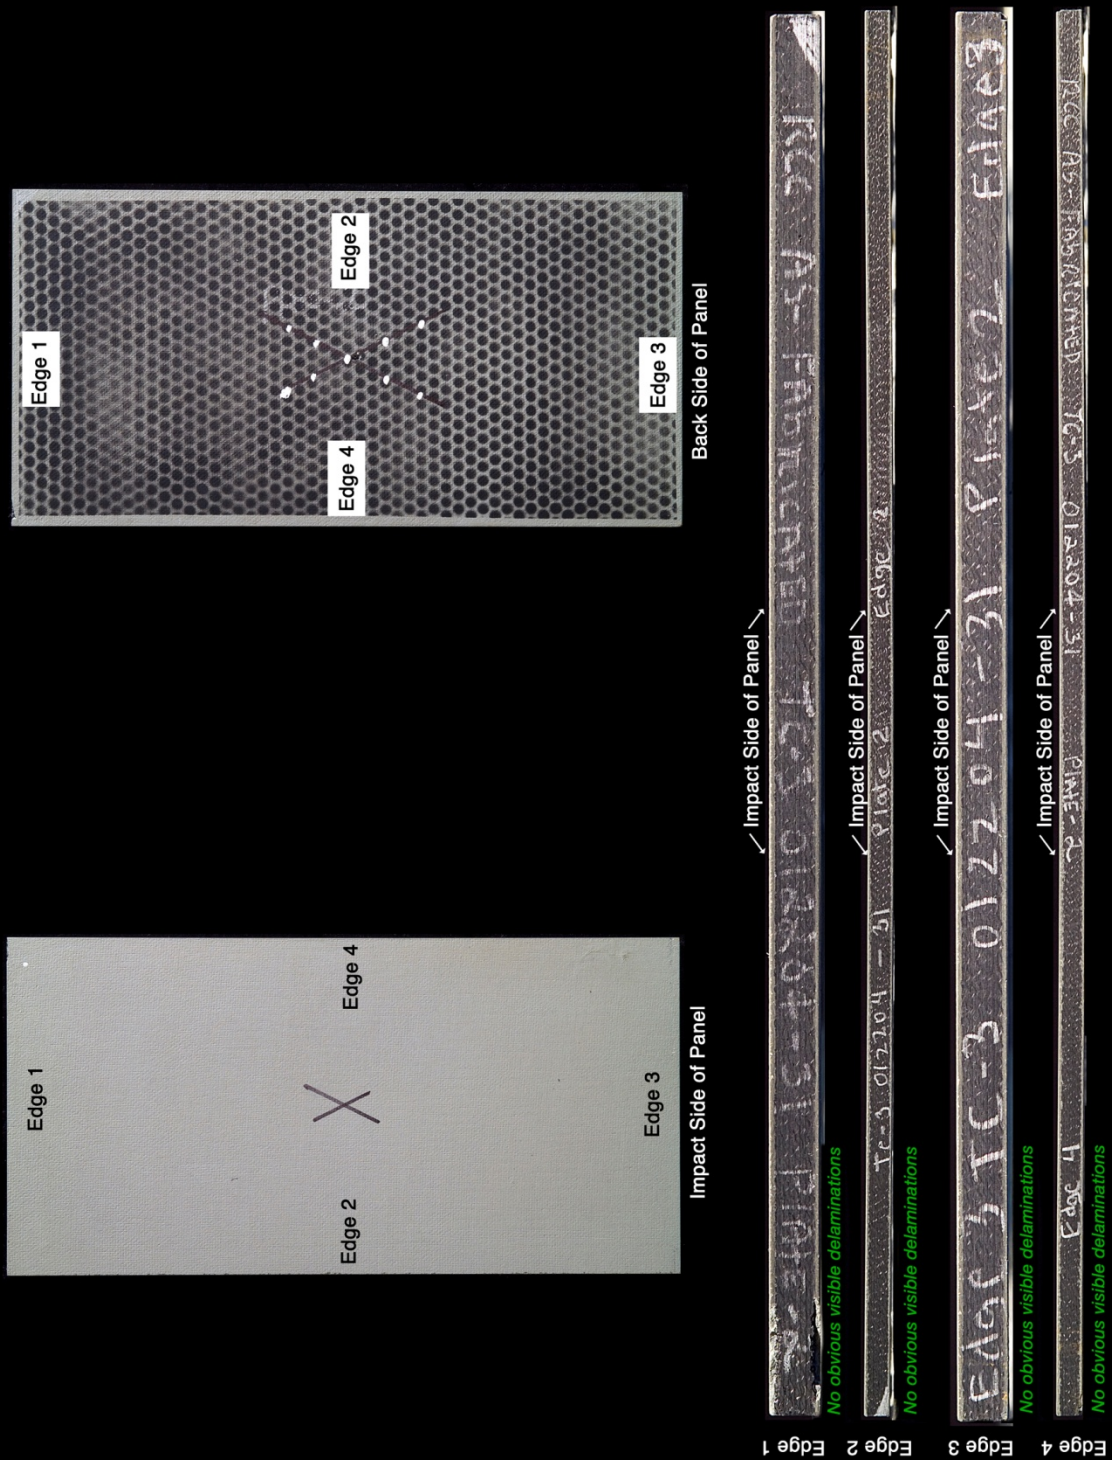 Edge 1
Edge 2
Edge 4
Edge 3
Impact Side of Panel
Edge 1
Edge 4
Edge 2
Edge 3
Back Side of Panel
Impact Side of Panel
Edge 1
RCC AS-FABRICATED TC-3 012204-31 PLATE-2
No obvious visible delaminations
Impact Side of Panel
Edge 2
TC-3 012204-31 Plate 2 Edge 2
No obvious visible delaminations
Impact Side of Panel
Edge 3
Edge 3 TC-3 012204-31
No obvious visible delaminations
Impact Side of Panel
Edge 4
RCC AS-FABRICATED TC-3 012204-31 PLATE-2
Edge 4
No obvious visible delaminations